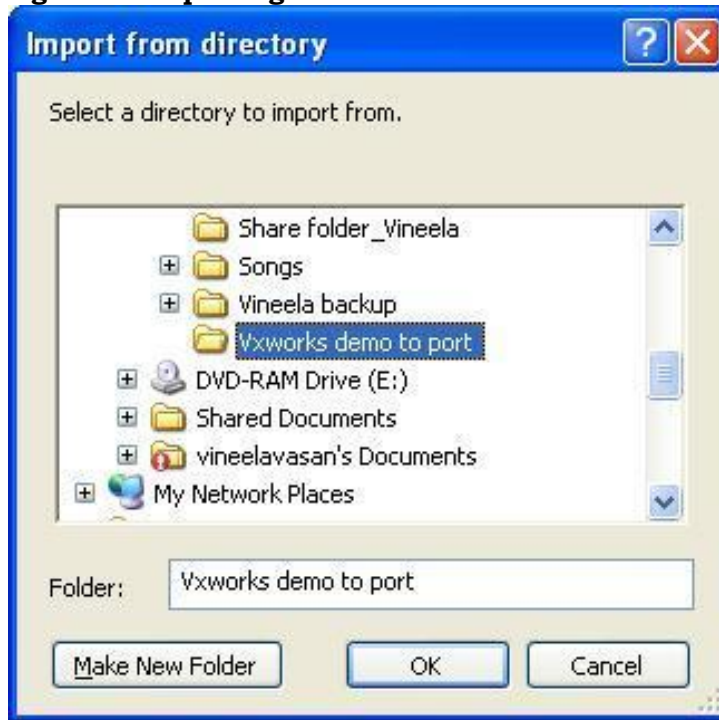 Import from directory
Select a directory to import from.
Share folder_Vineela
Songs
Vineela backup
Vxworks demo to port
DVD-RAM Drive (E:)
Shared Documents
vineelavasan's Documents
My Network Places
Folder:
Vxworks demo to port
Make New Folder
OK
Cancel